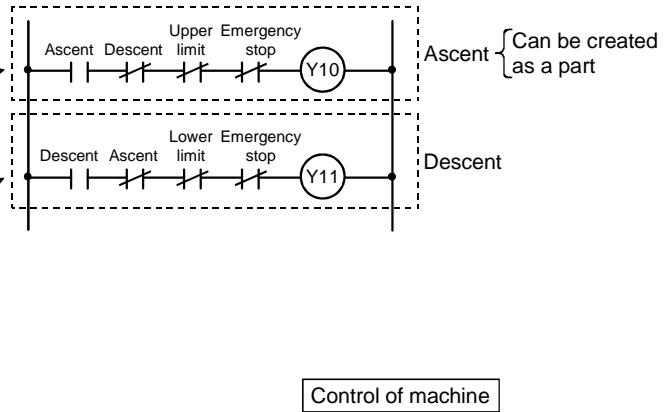 Ascent Descent Upper limit Emergency stop
Y10
Ascent
Can be created
as a part
Descent Ascent Lower limit Emergency stop
Y11
Descent
Control of machine